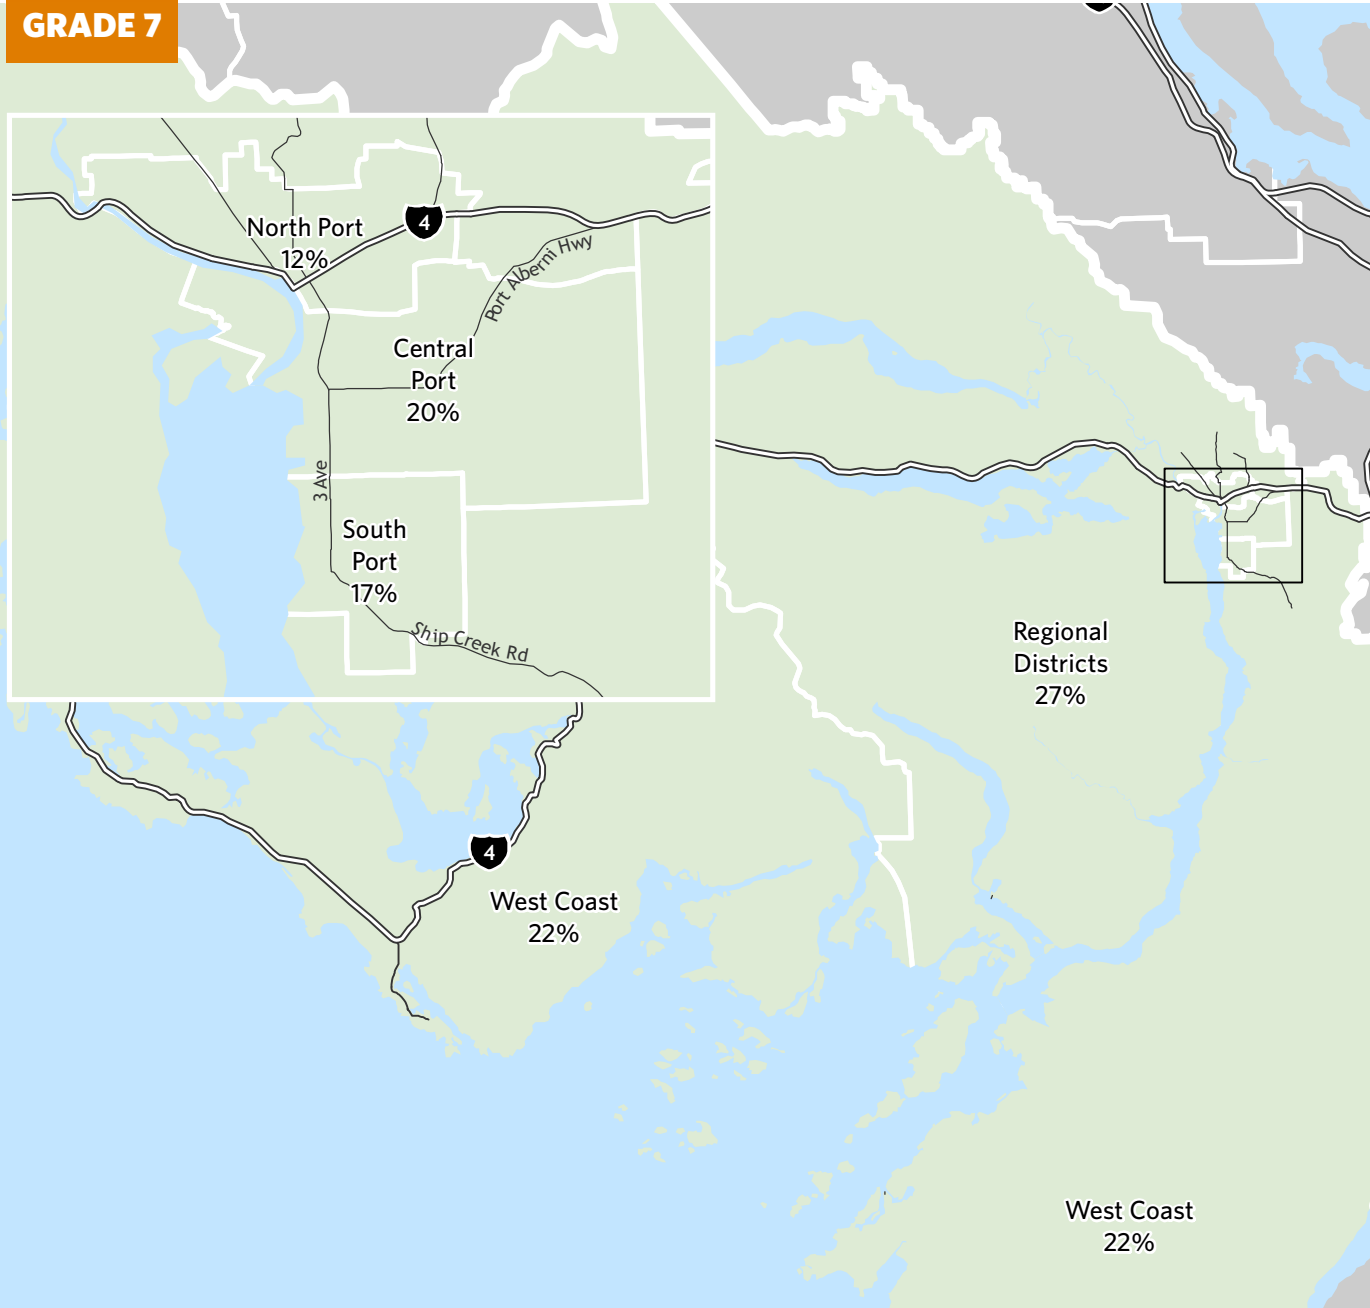 GRADE 7
North Port
12%
4
Port Alberni Hwy
Central
Port
20%
3 Ave
South
Port
17%
Ship Creek Rd
Regional
Districts
27%
4
West Coast
22%
West Coast
22%